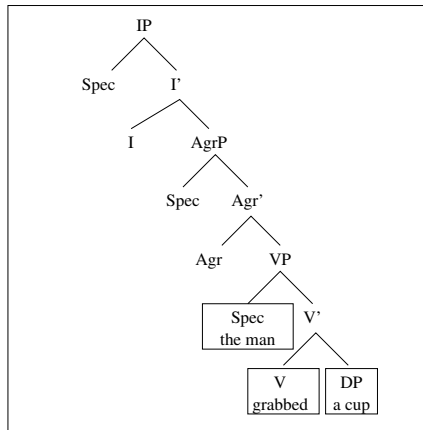 IP
Spec I'
I AgrP
Spec Agr'
Agr VP
Spec V'
the man
V DP
grabbed a cup